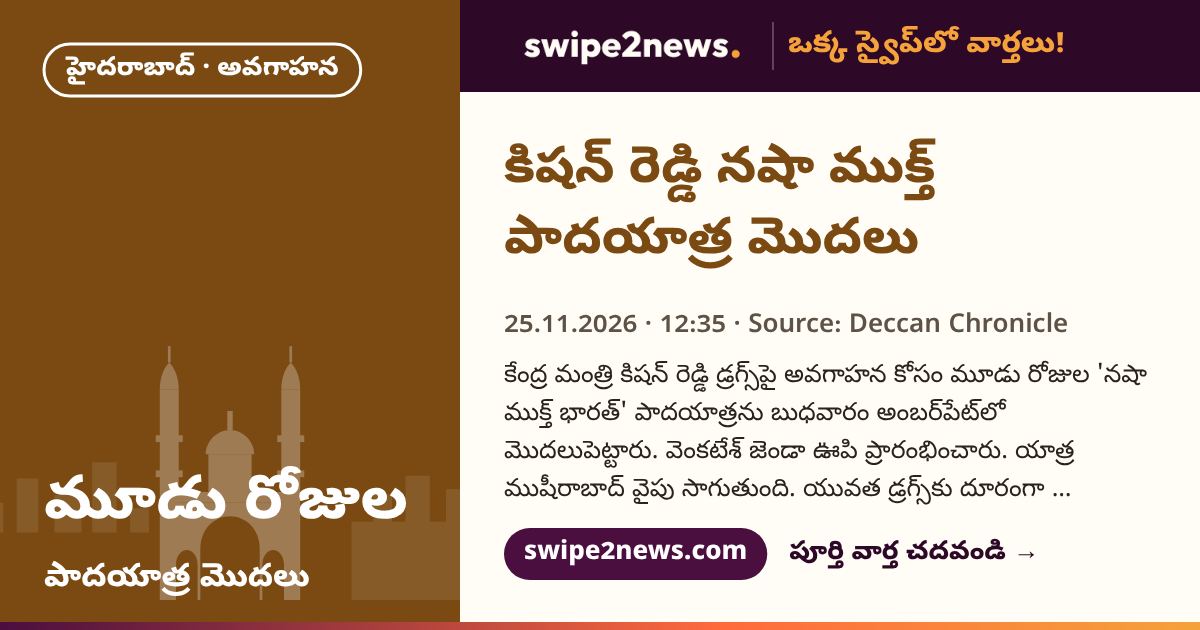 హైదరాబాద్ · అవగాహన
మూడు రోజుల
పాదయాత్ర మొదలు
swipe2news.
ఒక్క స్వైప్‌లో వార్తలు!
కిషన్ రెడ్డి నషా ముక్త్
పాదయాత్ర మొదలు
25.11.2026 · 12:35 · Source: Deccan Chronicle
కేంద్ర మంత్రి కిషన్ రెడ్డి డ్రగ్స్‌పై అవగాహన కోసం మూడు రోజుల 'నషా
ముక్త్ భారత్' పాదయాత్రను బుధవారం అంబర్‌పేట్‌లో
మొదలుపెట్టారు. వెంకటేశ్ జెండా ఊపి ప్రారంభించారు. యాత్ర
ముషీరాబాద్ వైపు సాగుతుంది. యువత డ్రగ్స్‌కు దూరంగా ...
swipe2news.com
పూర్తి వార్త చదవండి →